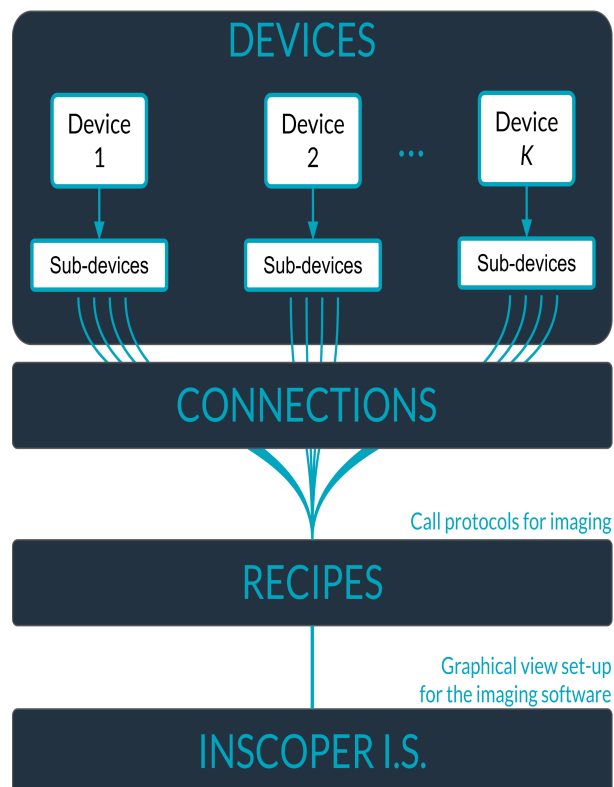 DEVICES
Device
1
Device
2
...
Device
K
Sub-devices
Sub-devices
Sub-devices
CONNECTIONS
Call protocols for imaging
RECIPES
Graphical view set-up
for the imaging software
INSCOPER I.S.